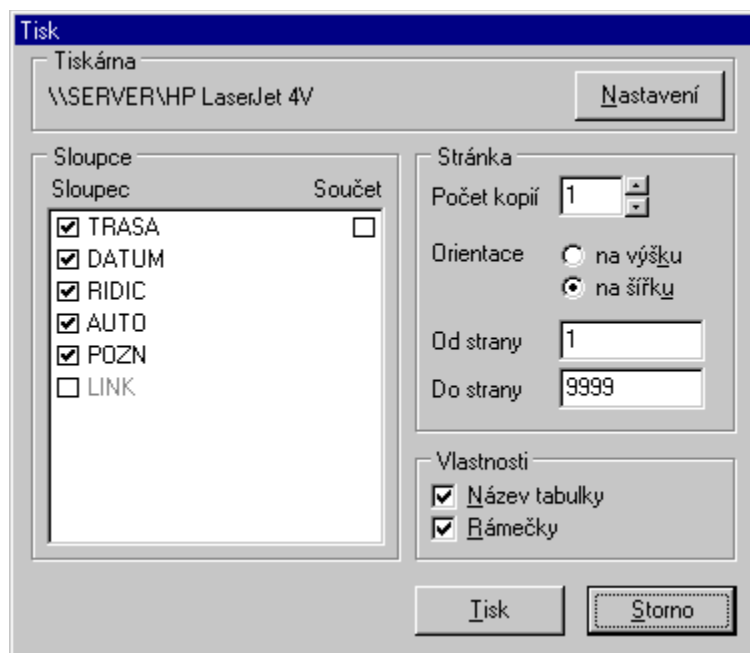 Tisk
Tiskárna
\\SERVER\HP LaserJet 4V
Nastavení
Sloupce
Sloupec Součet
TRASA
DATUM
RIDIC
AUTO
POZN
LINK
Stránka
Počet kopií 1
Orientace na výšku
na šířku
Od strany 1
Do strany 9999
Vlastnosti
Název tabulky
Rámečky
Tisk Storno